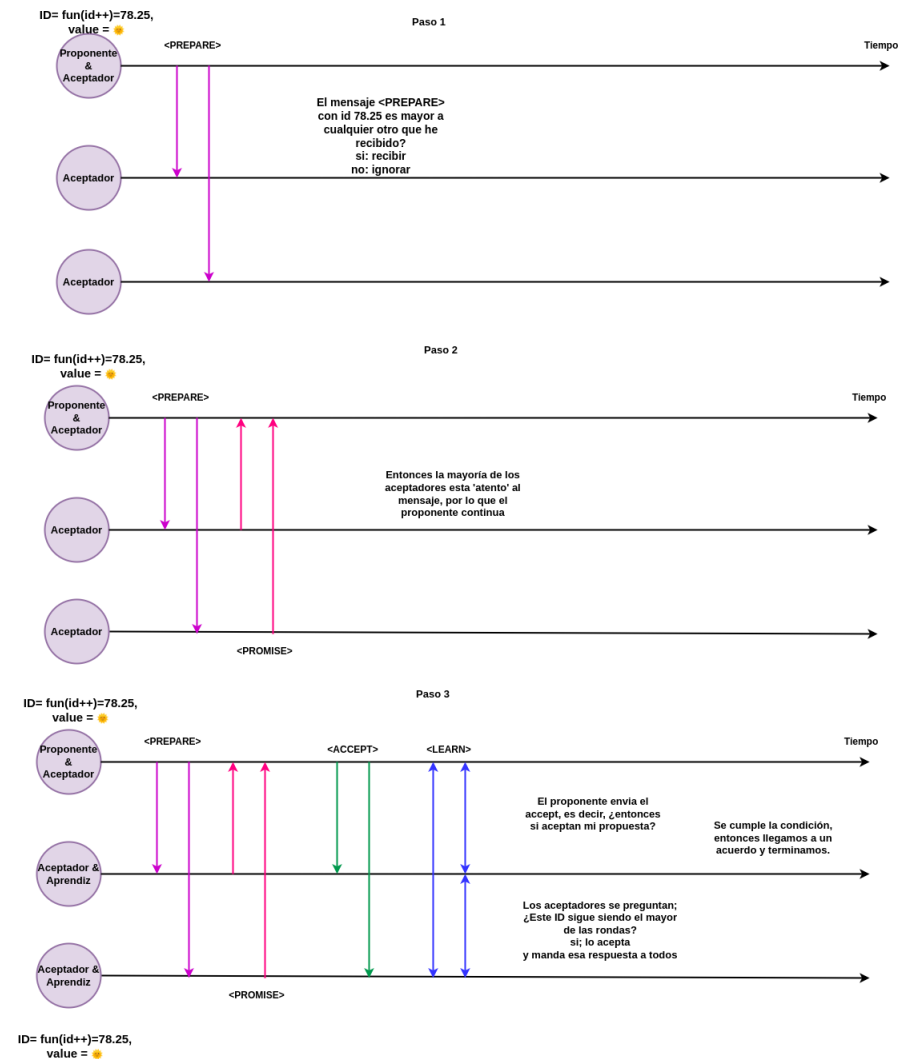 ID= fun(id++)=78.25,
value = 🌞
Paso 1
<PREPARE>
Tiempo
Proponente
&
Aceptador
El mensaje <PREPARE>
con id 78.25 es mayor a
cualquier otro que he
recibido?
si: recibir
no: ignorar
Aceptador
Aceptador
Paso 2
ID= fun(id++)=78.25,
value = 🌞
<PREPARE>
Tiempo
Proponente
&
Aceptador
Entonces la mayoría de los
aceptadores esta 'atento' al
mensaje, por lo que el
proponente continua
Aceptador
Aceptador
<PROMISE>
Paso 3
ID= fun(id++)=78.25,
value = 🌞
<PREPARE>
<ACCEPT>
<LEARN>
Tiempo
Proponente
&
Aceptador
El proponente envia el
accept, es decir, ¿entonces
si aceptan mi propuesta?
Se cumple la condición,
entonces llegamos a un
acuerdo y terminamos.
Aceptador &
Aprendiz
Los aceptadores se preguntan;
¿Este ID sigue siendo el mayor
de las rondas?
si; lo acepta
y manda esa respuesta a todos
Aceptador &
Aprendiz
<PROMISE>
ID= fun(id++)=78.25,
value = 🌞